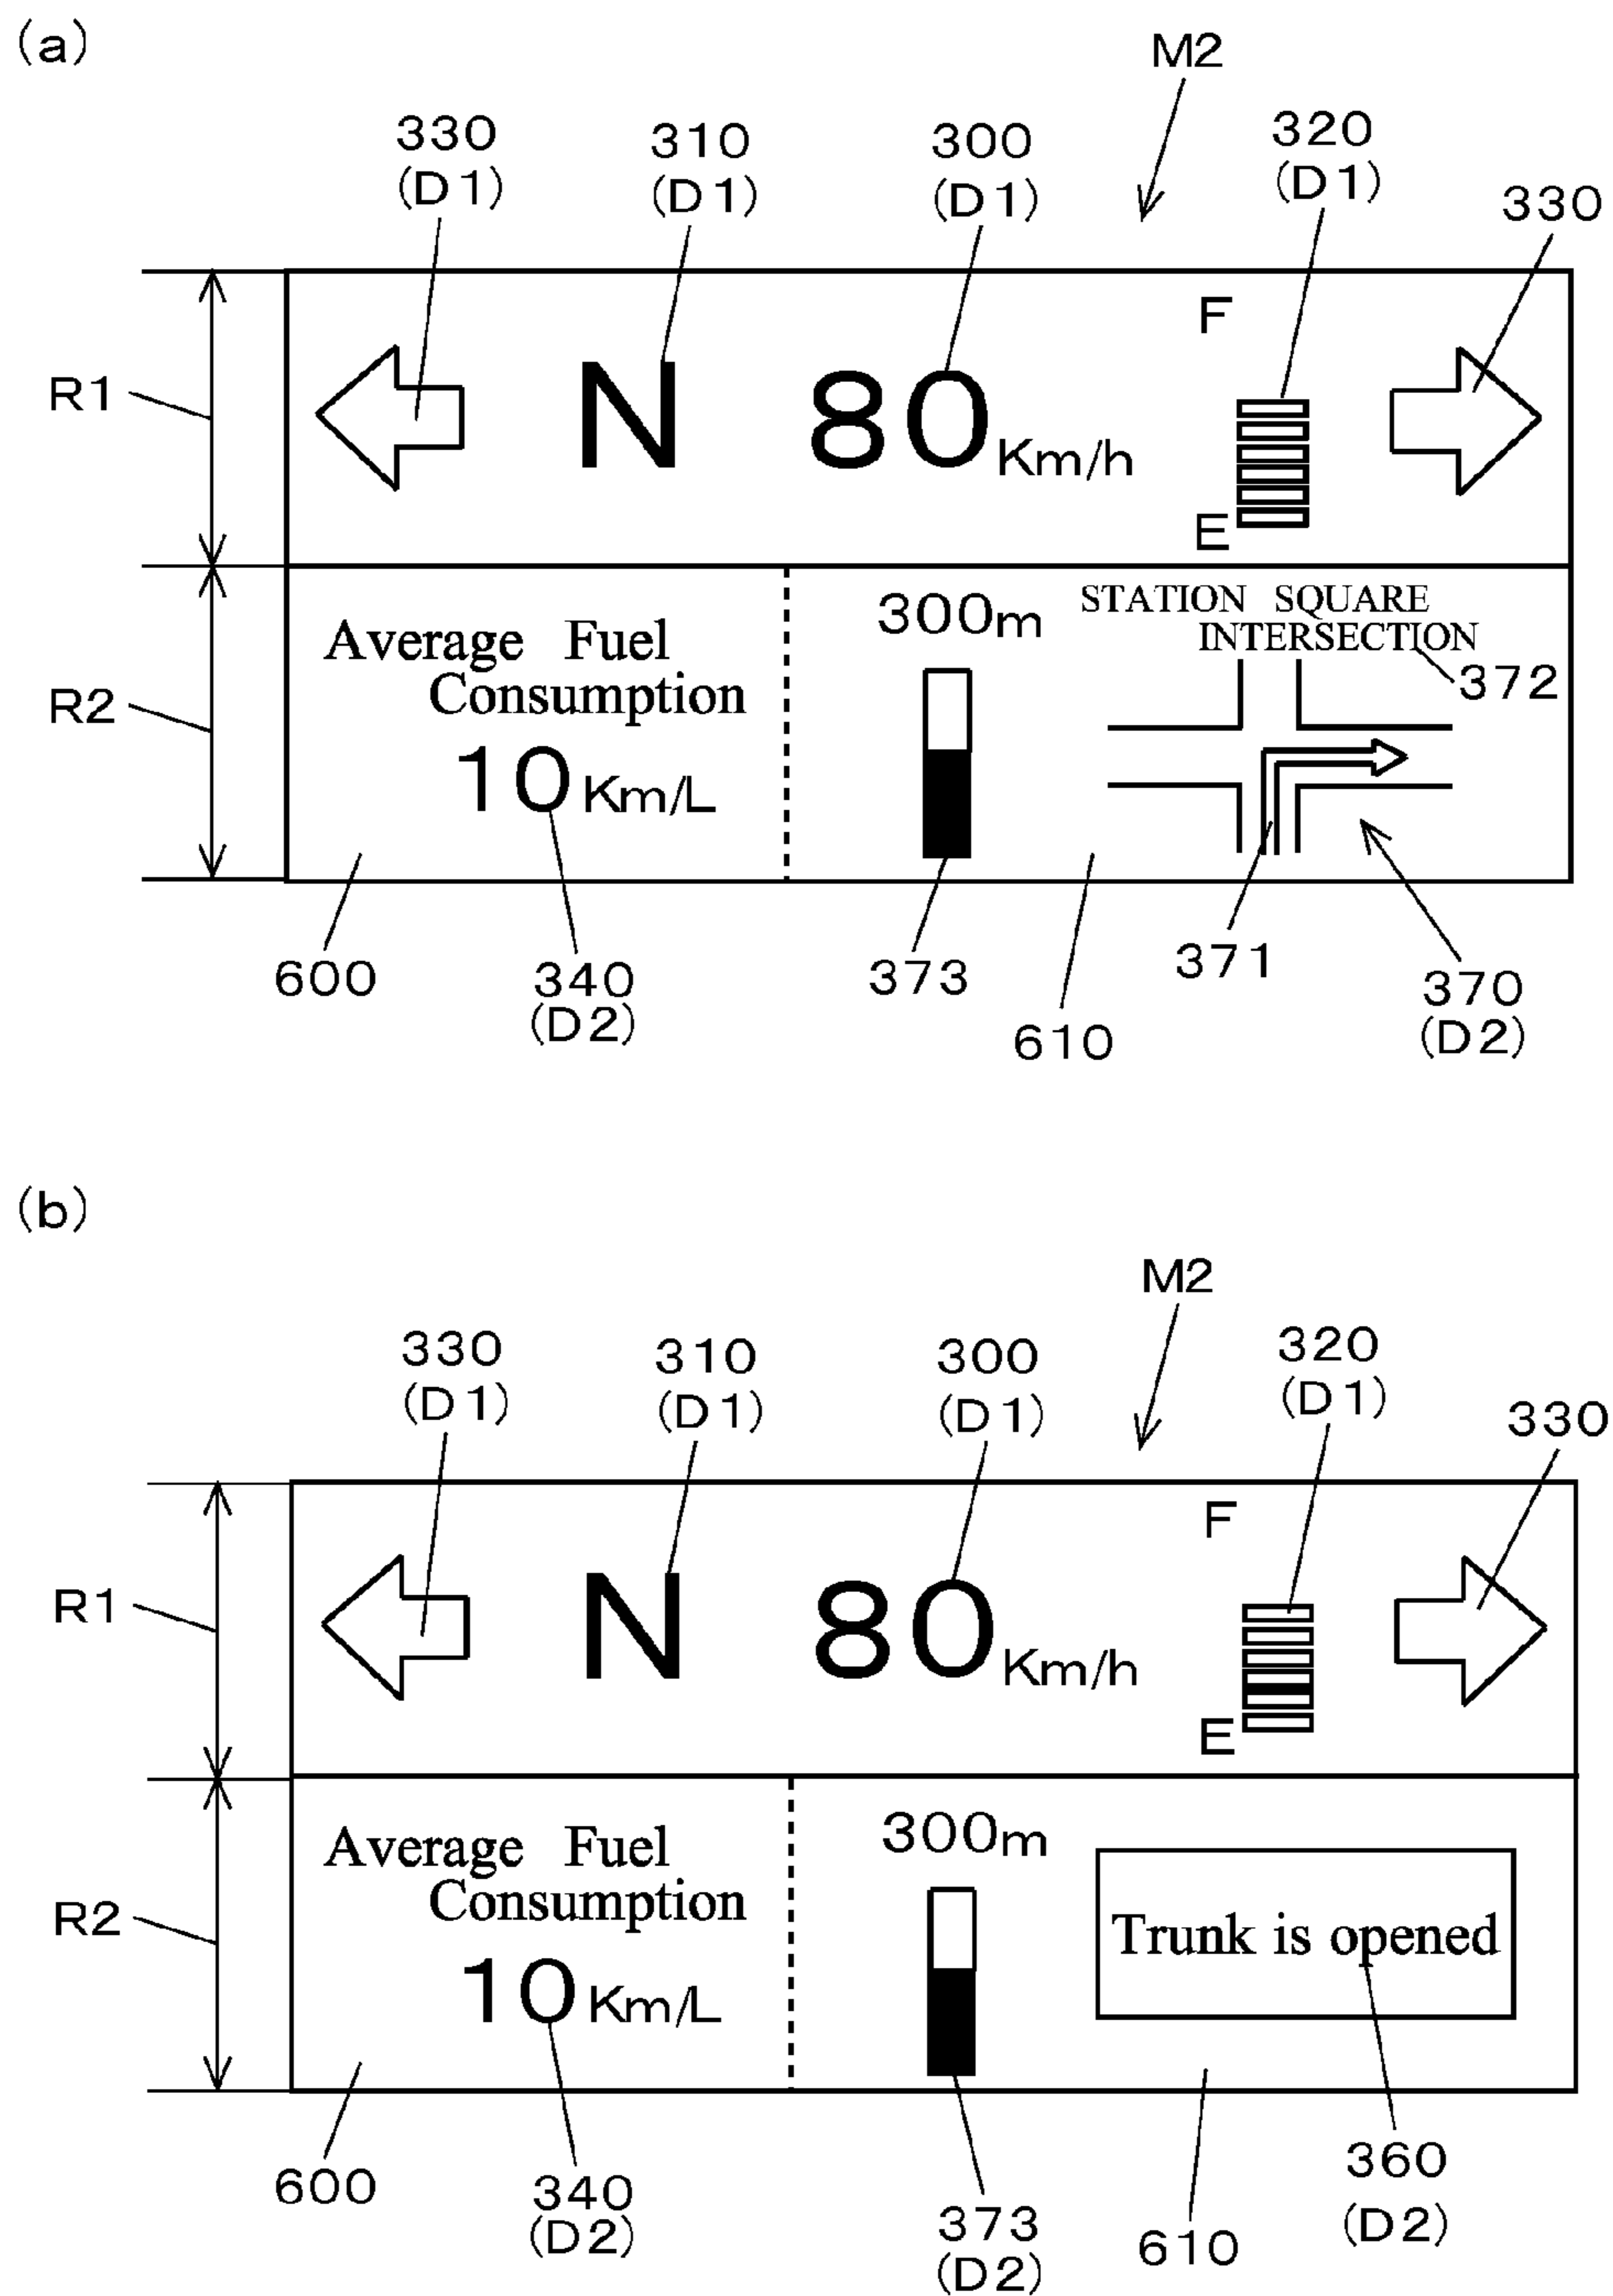 (a)
M2
330 310 300 320
(D1) (D1) (D1) (D1) 330
F
R1
N 80 Km/h
E
300m STATION SQUARE
Average Fuel INTERSECTION
Consumption 372
R2
10 Km/L
371
600 340 373 370
(D2) 610 (D2)
(b)
M2
330 310 300 320
(D1) (D1) (D1) (D1) 330
F
R1
N 80 Km/h
E
300m
Average Fuel
Consumption
R2 Trunk is opened
10 Km/L
360
600 340 373 (D2)
(D2) (D2) 610